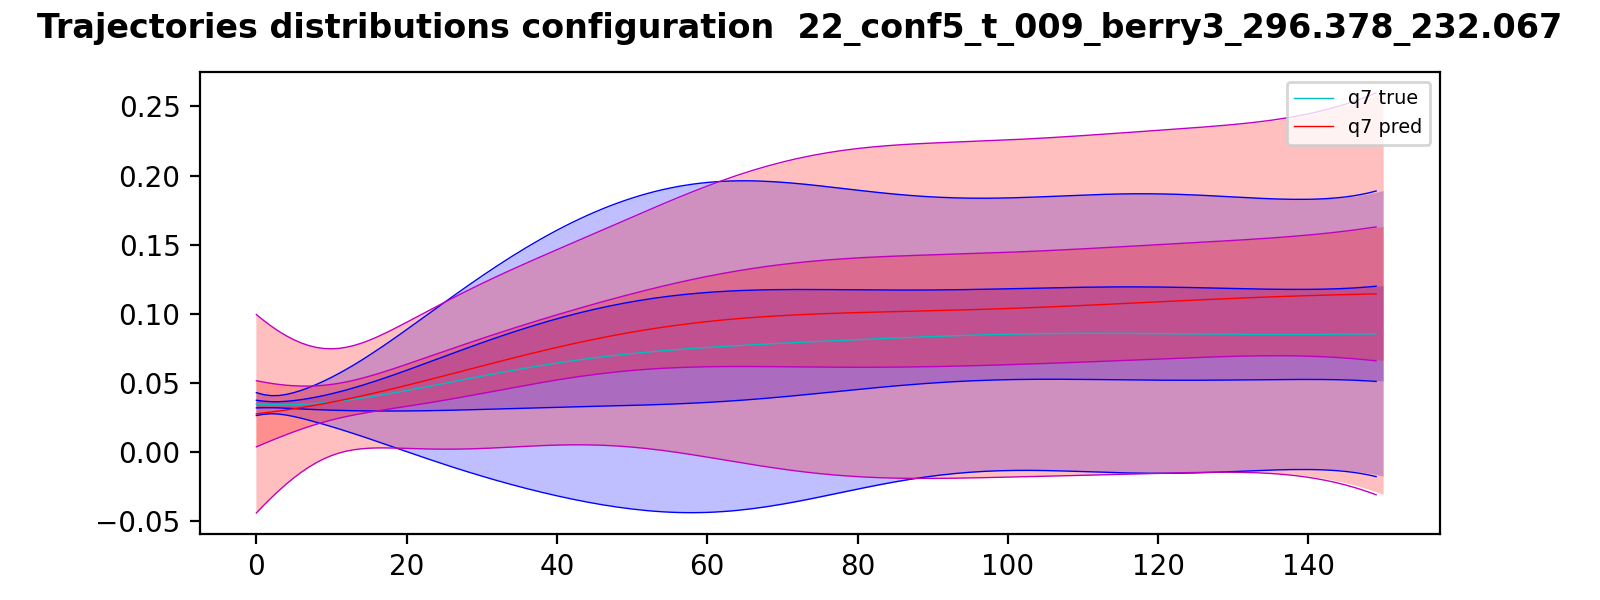 Trajectories distributions configuration  22_conf5_t_009_berry3_296.378_232.067
q7 true
q7 pred
0.25
0.20
0.15
0.10
0.05
0.00
−0.05
0 20 40 60 80 100 120 140